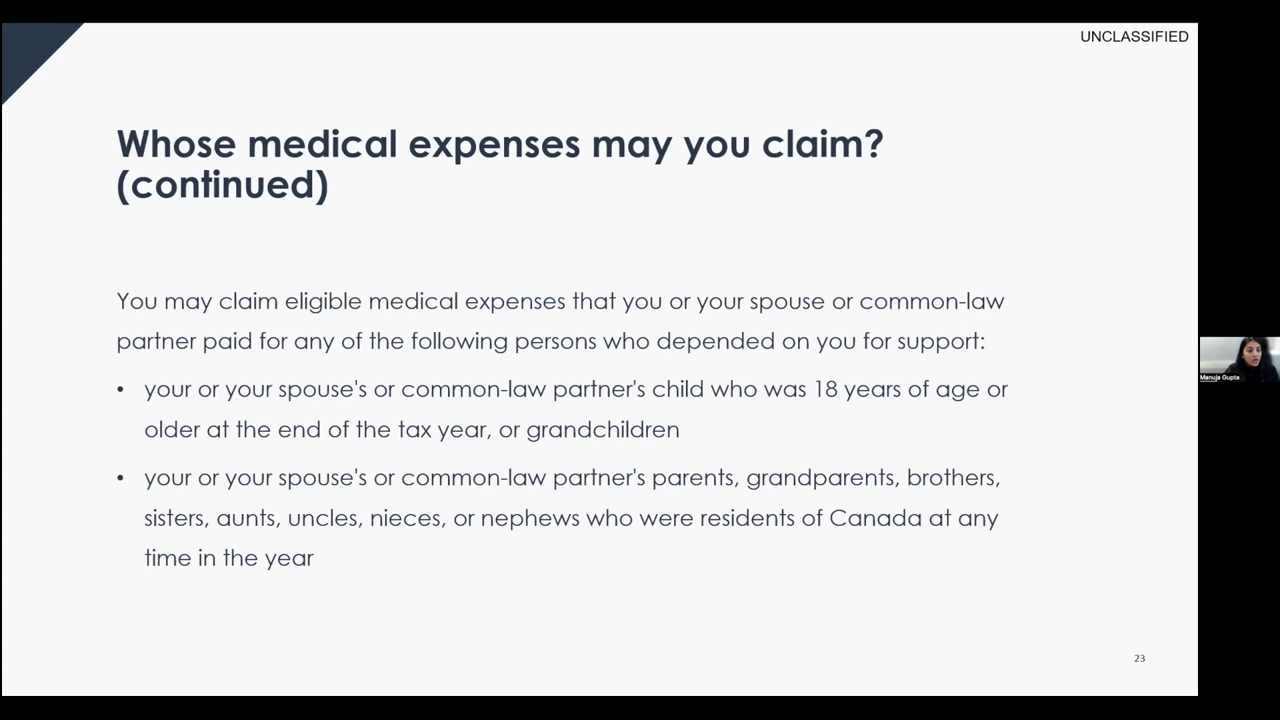 UNCLASSIFIED
Whose medical expenses may you claim?
(continued)
You may claim eligible medical expenses that you or your spouse or common-law
partner paid for any of the following persons who depended on you for support:
• your or your spouse's or common-law partner's child who was 18 years of age or
older at the end of the tax year, or grandchildren
• your or your spouse's or common-law partner's parents, grandparents, brothers,
sisters, aunts, uncles, nieces, or nephews who were residents of Canada at any
time in the year
23
Manuja Gupta